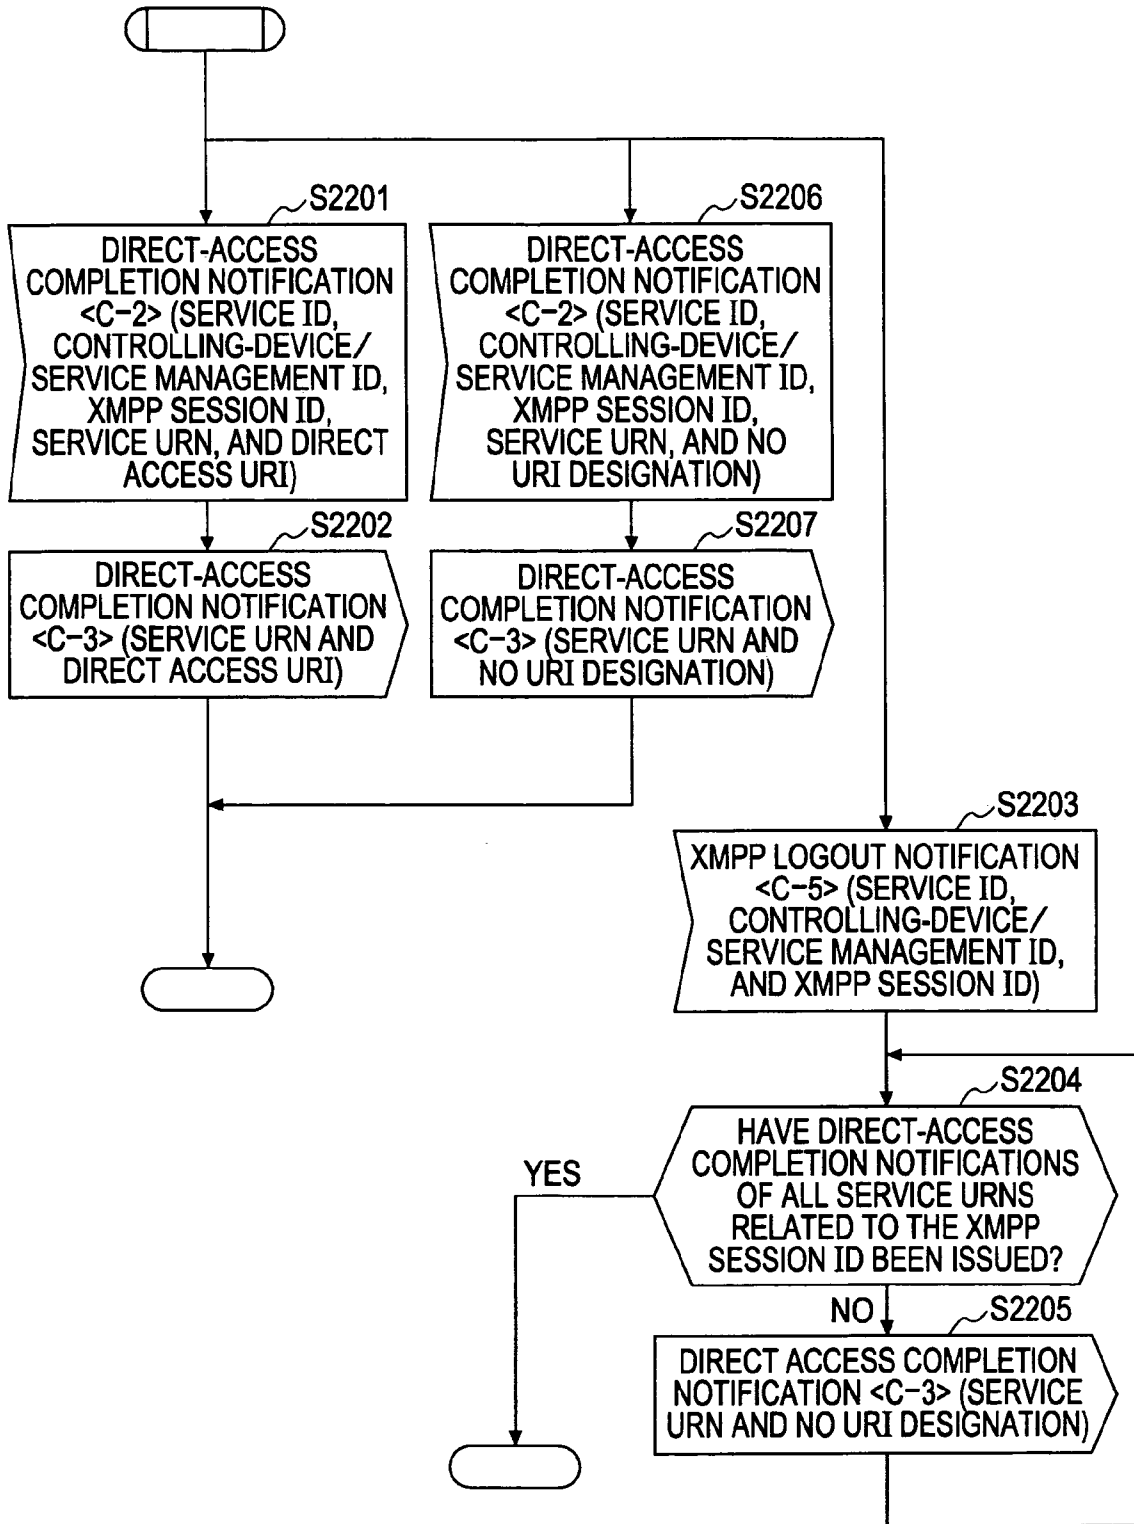 S2201
DIRECT-ACCESS
COMPLETION NOTIFICATION
<C-2> (SERVICE ID,
CONTROLLING-DEVICE/
SERVICE MANAGEMENT ID,
XMPP SESSION ID,
SERVICE URN, AND DIRECT
ACCESS URI)
S2206
DIRECT-ACCESS
COMPLETION NOTIFICATION
<C-2> (SERVICE ID,
CONTROLLING-DEVICE/
SERVICE MANAGEMENT ID,
XMPP SESSION ID,
SERVICE URN, AND NO
URI DESIGNATION)
S2202
DIRECT-ACCESS
COMPLETION NOTIFICATION
<C-3> (SERVICE URN AND
DIRECT ACCESS URI)
S2207
DIRECT-ACCESS
COMPLETION NOTIFICATION
<C-3> (SERVICE URN AND
NO URI DESIGNATION)
S2203
XMPP LOGOUT NOTIFICATION
<C-5> (SERVICE ID,
CONTROLLING-DEVICE/
SERVICE MANAGEMENT ID,
AND XMPP SESSION ID)
S2204
HAVE DIRECT-ACCESS
COMPLETION NOTIFICATIONS
OF ALL SERVICE URNS
RELATED TO THE XMPP
SESSION ID BEEN ISSUED?
YES
NO
S2205
DIRECT ACCESS COMPLETION
NOTIFICATION <C-3> (SERVICE
URN AND NO URI DESIGNATION)